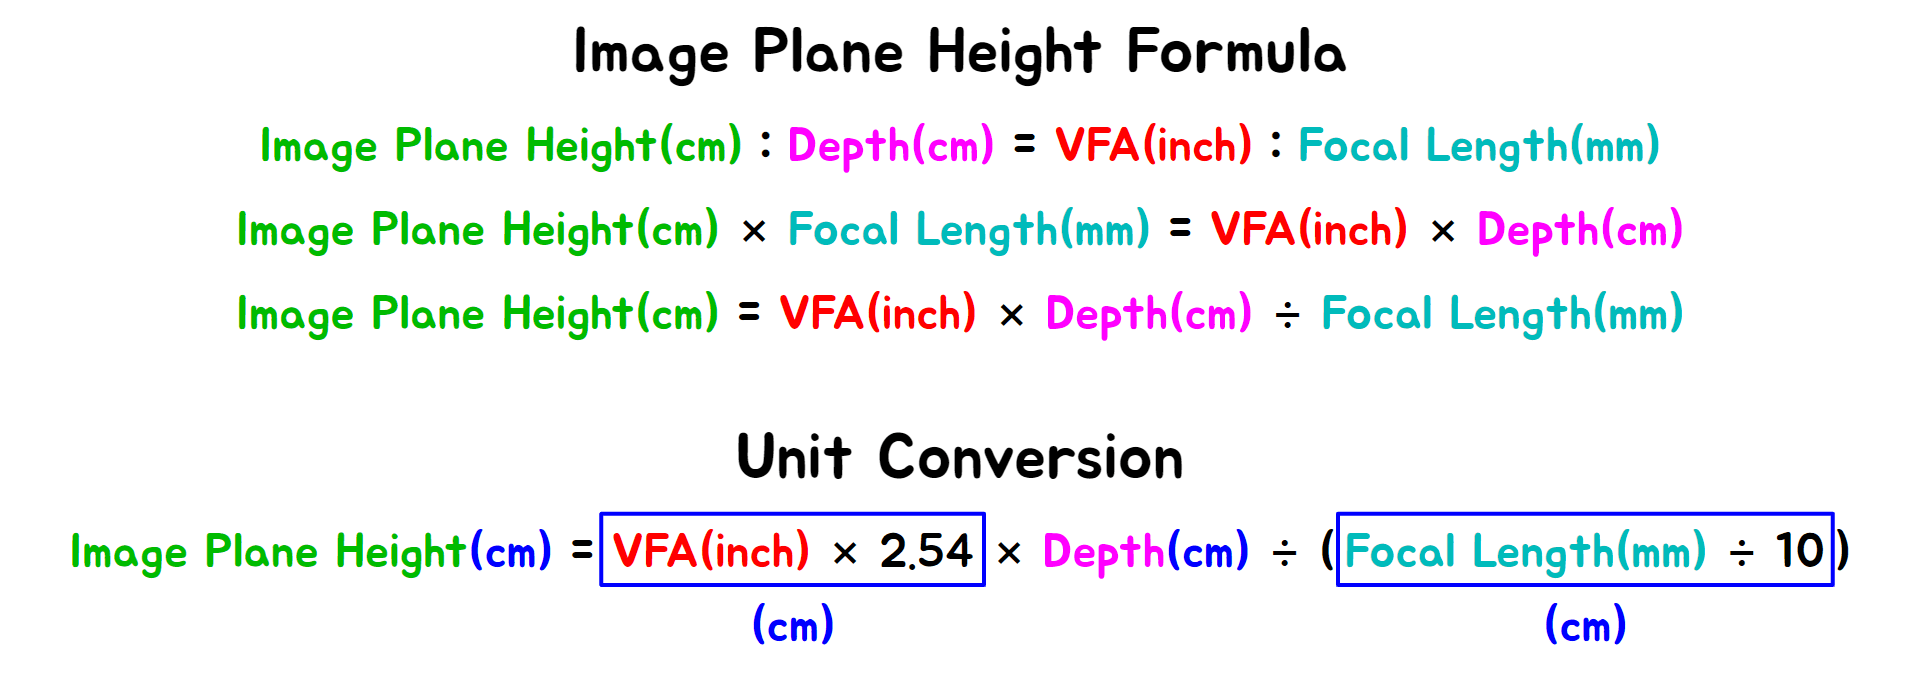 Image Plane Height Formula
Image Plane Height(cm) : Depth(cm) = VFA(inch) : Focal Length(mm)
Image Plane Height(cm) × Focal Length(mm) = VFA(inch) × Depth(cm)
Image Plane Height(cm) = VFA(inch) × Depth(cm) ÷ Focal Length(mm)
Unit Conversion
Image Plane Height(cm) = VFA(inch) × 2.54 × Depth(cm) ÷ (Focal Length(mm) ÷ 10)
(cm) (cm)